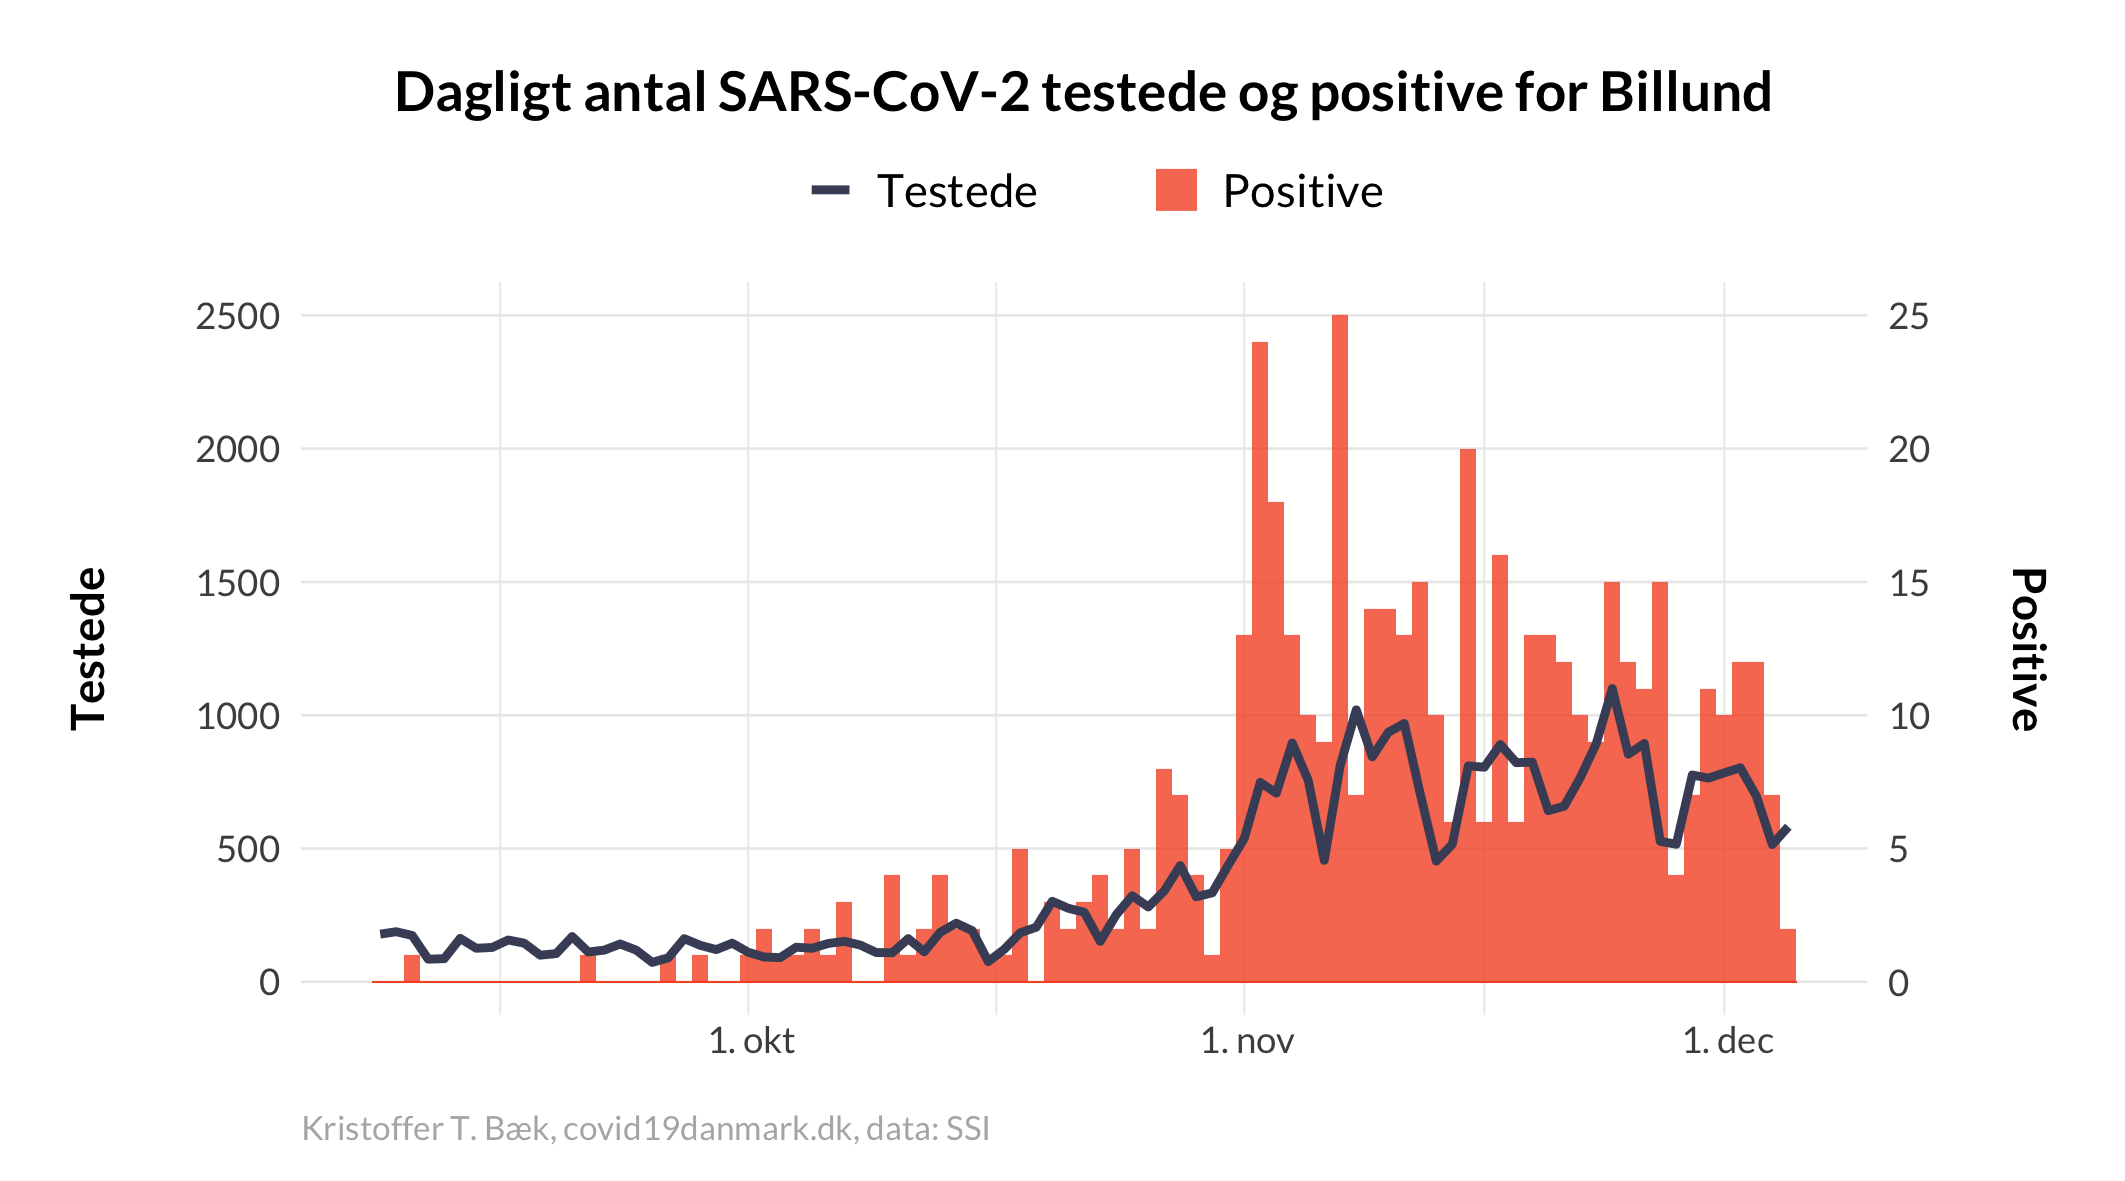 Dagligt antal SARS-CoV-2 testede og positive for Billund
Testede
Positive
2500
2000
1500
1000
500
0
25
20
15
10
5
0
Testede
Positive
1. okt
1. nov
1. dec
Kristoffer T. Bæk, covid19danmark.dk, data: SSI